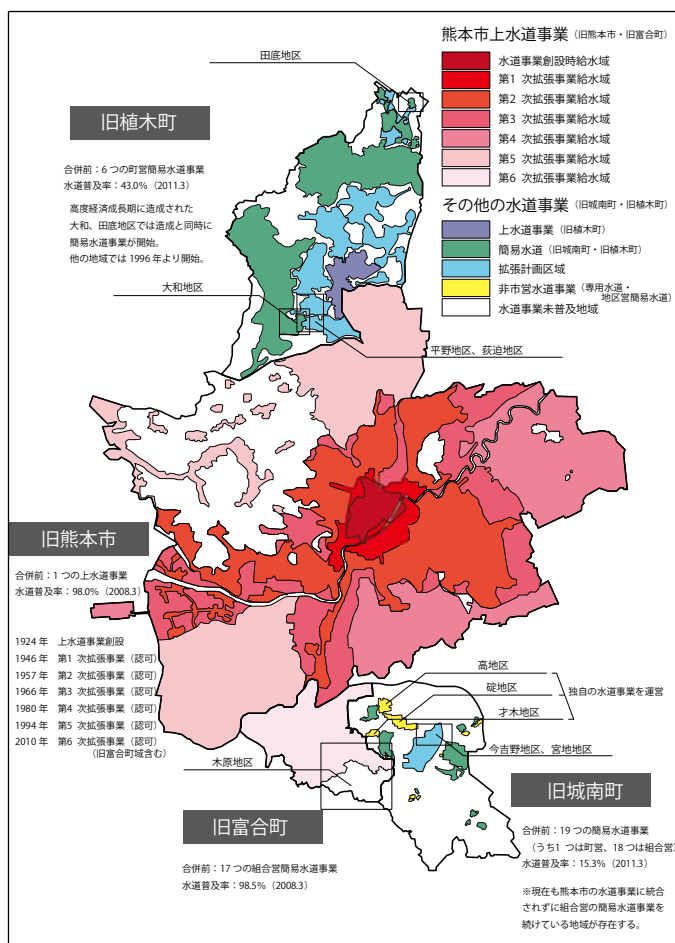 熊本市上水道事業（旧熊本市・旧富合町）
水道事業創設時給水域
第1 次拡張事業給水域
第2 次拡張事業給水域
第3 次拡張事業給水域
第4 次拡張事業給水域
第5 次拡張事業給水域
第6 次拡張事業給水域
その他の水道事業（旧城南町・旧植木町）
上水道事業（旧植木町）
簡易水道（旧城南町・旧植木町）
拡張計画区域
非市営水道事業（専用水道・
地区営簡易水道）
水道事業未普及地域
田底地区
旧植木町
合併前：6 つの町営簡易水道事業
水道普及率：43.0%（2011.3）
高度経済成長期に造成された
大和、田底地区では造成と同時に
簡易水道事業が開始。
他の地域では 1996 年より開始。
大和地区
平野地区、荻迫地区
旧熊本市
合併前：1 つの上水道事業
水道普及率：98.0%（2008.3）
1924 年　上水道事業創設
1946 年　第1 次拡張事業（認可）
1957 年　第2 次拡張事業（認可）
1966 年　第3 次拡張事業（認可）
1980 年　第4 次拡張事業（認可）
1994 年　第5 次拡張事業（認可）
2010 年　第6 次拡張事業（認可）
（旧富合町域含む）
高地区
碇地区
独自の水道事業を運営
才木地区
今吉野地区、宮地地区
木原地区
旧富合町
合併前：17 つの組合営簡易水道事業
水道普及率：98.5%（2008.3）
旧城南町
合併前：19 つの簡易水道事業
（うち1 つは町営、18 つは組合営）
水道普及率：15.3%（2011.3）
※現在も熊本市の水道事業に統合
されずに組合営の簡易水道事業を
続けている地域が存在する。